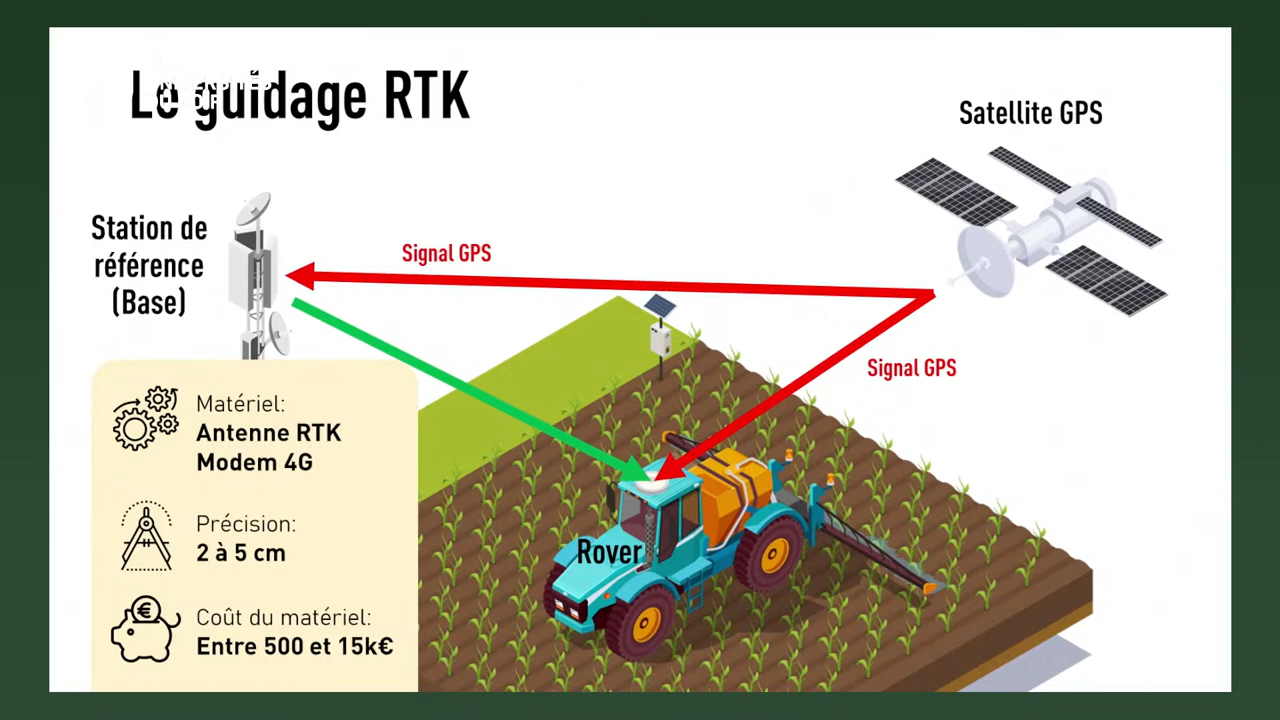 Le guidage RTK
Satellite GPS
Station de
référence
(Base)
Signal GPS
Signal GPS
Rover
Matériel:
Antenne RTK
Modem 4G
Précision:
2 à 5 cm
Coût du matériel:
Entre 500 et 15k€